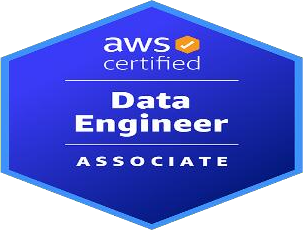 aws
certified
Data
Engineer
ASSOCIATE